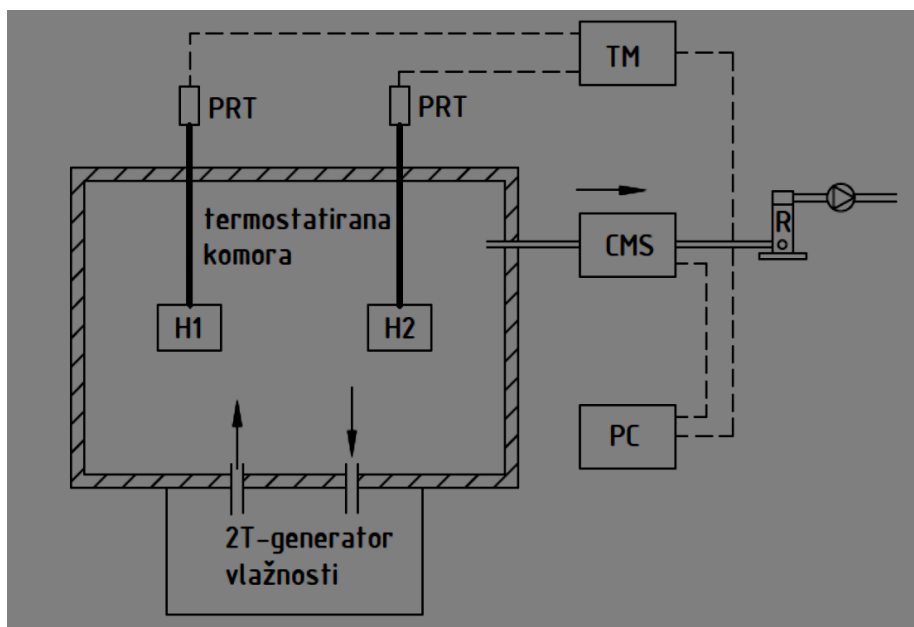 TM
PRT
PRT
termostatirana
komora
CMS
R
H1
H2
PC
2T-generator
vlažnosti